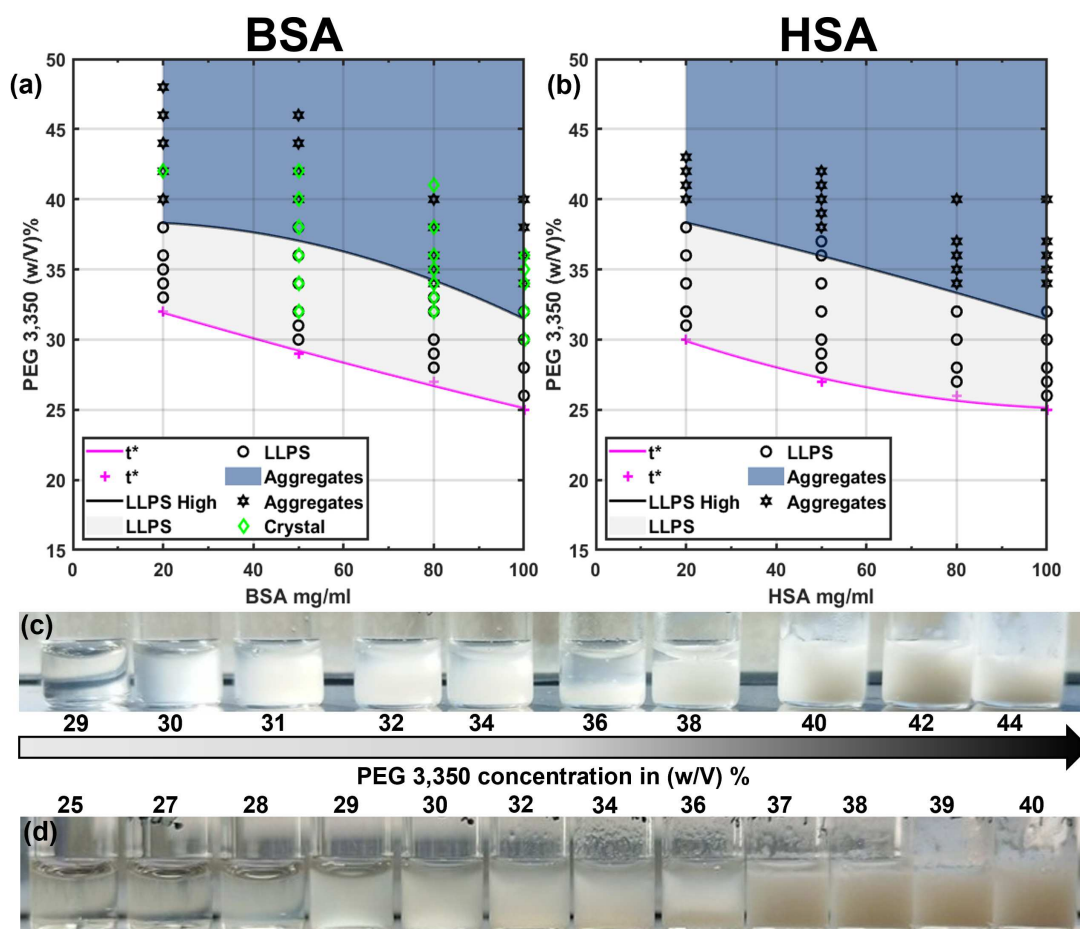 BSA
HSA
(a)
(b)
50
45
40
35
30
25
20
15
PEG 3,350 (w/V)%
0 20 40 60 80 100
BSA mg/ml
t*
t*
LLPS High
LLPS
LLPS
Aggregates
Aggregates
Crystal
50
45
40
35
30
25
20
15
PEG 3,350 (w/V)%
0 20 40 60 80 100
HSA mg/ml
t*
t*
LLPS High
LLPS
LLPS
Aggregates
Aggregates
(c)
29 30 31 32 34 36 38 40 42 44
PEG 3,350 concentration in (w/V) %
25 27 28 29 30 32 34 36 37 38 39 40
(d)